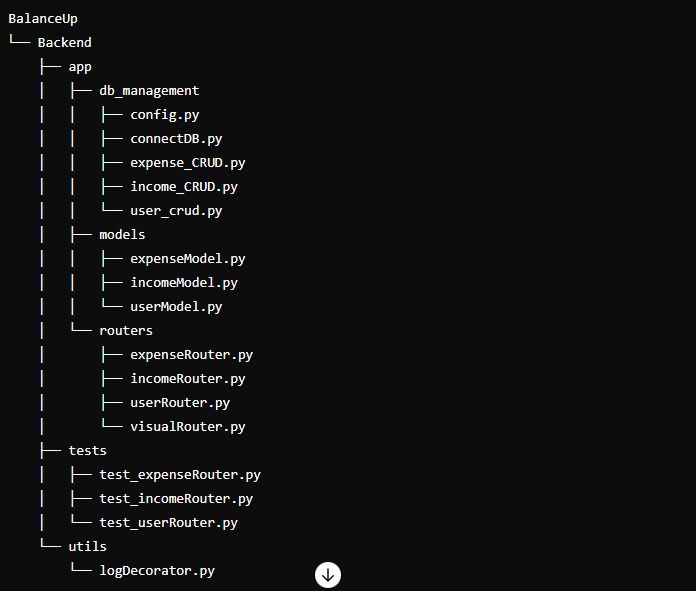 BalanceUp
└── Backend
    ├── app
    │   ├── db_management
    │   │   ├── config.py
    │   │   ├── connectDB.py
    │   │   ├── expense_CRUD.py
    │   │   ├── income_CRUD.py
    │   │   └── user_crud.py
    │   ├── models
    │   │   ├── expenseModel.py
    │   │   ├── incomeModel.py
    │   │   └── userModel.py
    │   └── routers
    │       ├── expenseRouter.py
    │       ├── incomeRouter.py
    │       ├── userRouter.py
    │       └── visualRouter.py
    ├── tests
    │   ├── test_expenseRouter.py
    │   ├── test_incomeRouter.py
    │   └── test_userRouter.py
    └── utils
        └── logDecorator.py